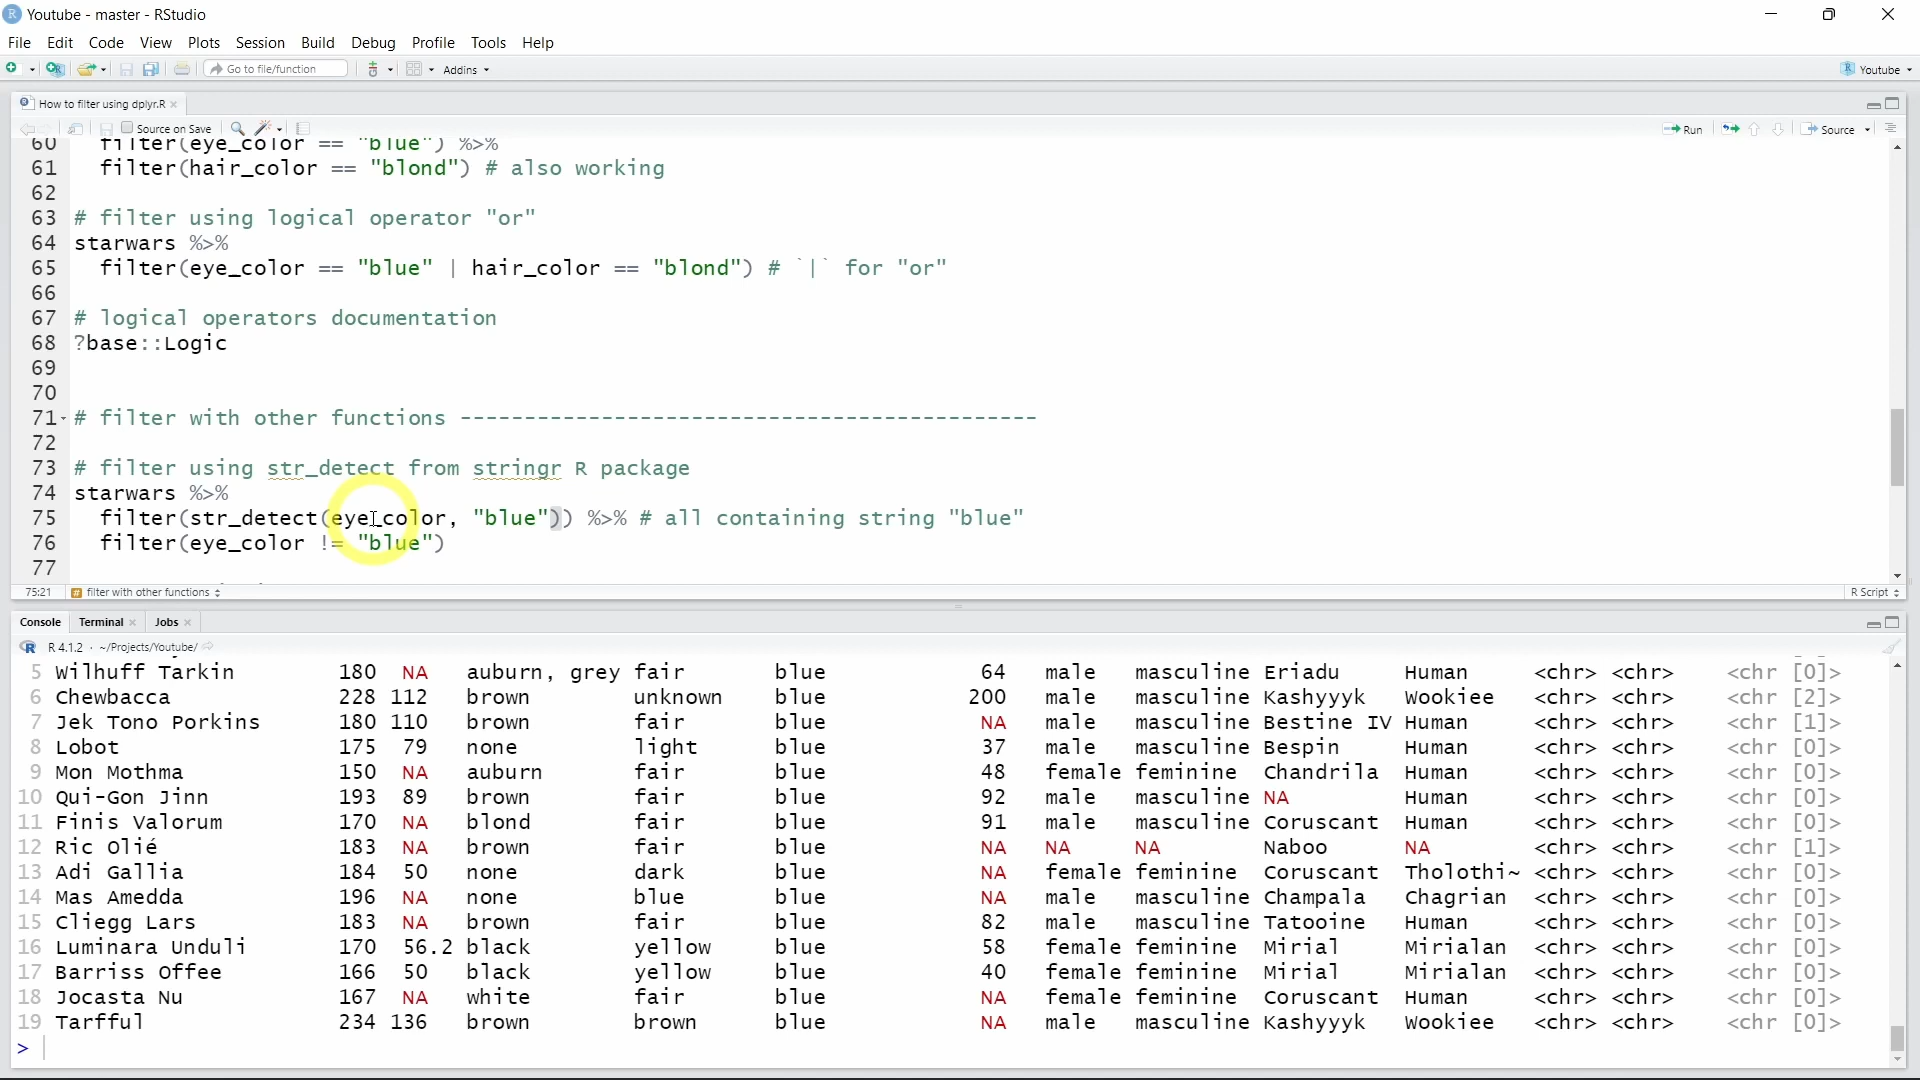 Youtube - master - RStudio
File Edit Code View Plots Session Build Debug Profile Tools Help
Go to file/function Addins Youtube
How to filter using dplyr.R
Source on Save Run Source
60 filter(eye_color == "blue") %>%
61 filter(hair_color == "blond") # also working
62
63 # filter using logical operator "or"
64 starwars %>%
65 filter(eye_color == "blue" | hair_color == "blond") # `|` for "or"
66
67 # logical operators documentation
68 ?base::Logic
69
70
71 # filter with other functions ---------------------------------------------
72
73 # filter using str_detect from stringr R package
74 starwars %>%
75 filter(str_detect(eye_color, "blue")) %>% # all containing string "blue"
76 filter(eye_color != "blue")
77
75:21 # filter with other functions R Script
Console Terminal Jobs
R 4.1.2 · ~/Projects/Youtube/
5 Wilhuff Tarkin 180 NA auburn, grey fair blue 64 male masculine Eriadu Human <chr> <chr> <chr [0]>
6 Chewbacca 228 112 brown unknown blue 200 male masculine Kashyyyk Wookiee <chr> <chr> <chr [2]>
7 Jek Tono Porkins 180 110 brown fair blue NA male masculine Bestine IV Human <chr> <chr> <chr [1]>
8 Lobot 175 79 none light blue 37 male masculine Bespin Human <chr> <chr> <chr [0]>
9 Mon Mothma 150 NA auburn fair blue 48 female feminine Chandrila Human <chr> <chr> <chr [0]>
10 Qui-Gon Jinn 193 89 brown fair blue 92 male masculine NA Human <chr> <chr> <chr [0]>
11 Finis Valorum 170 NA blond fair blue 91 male masculine Coruscant Human <chr> <chr> <chr [0]>
12 Ric Olié 183 NA brown fair blue NA NA NA Naboo NA <chr> <chr> <chr [1]>
13 Adi Gallia 184 50 none dark blue NA female feminine Coruscant Tholothi~ <chr> <chr> <chr [0]>
14 Mas Amedda 196 NA none blue blue NA male masculine Champala Chagrian <chr> <chr> <chr [0]>
15 Cliegg Lars 183 NA brown fair blue 82 male masculine Tatooine Human <chr> <chr> <chr [0]>
16 Luminara Unduli 170 56.2 black yellow blue 58 female feminine Mirial Mirialan <chr> <chr> <chr [0]>
17 Barriss Offee 166 50 black yellow blue 40 female feminine Mirial Mirialan <chr> <chr> <chr [0]>
18 Jocasta Nu 167 NA white fair blue NA female feminine Coruscant Human <chr> <chr> <chr [0]>
19 Tarfful 234 136 brown brown blue NA male masculine Kashyyyk Wookiee <chr> <chr> <chr [0]>
>